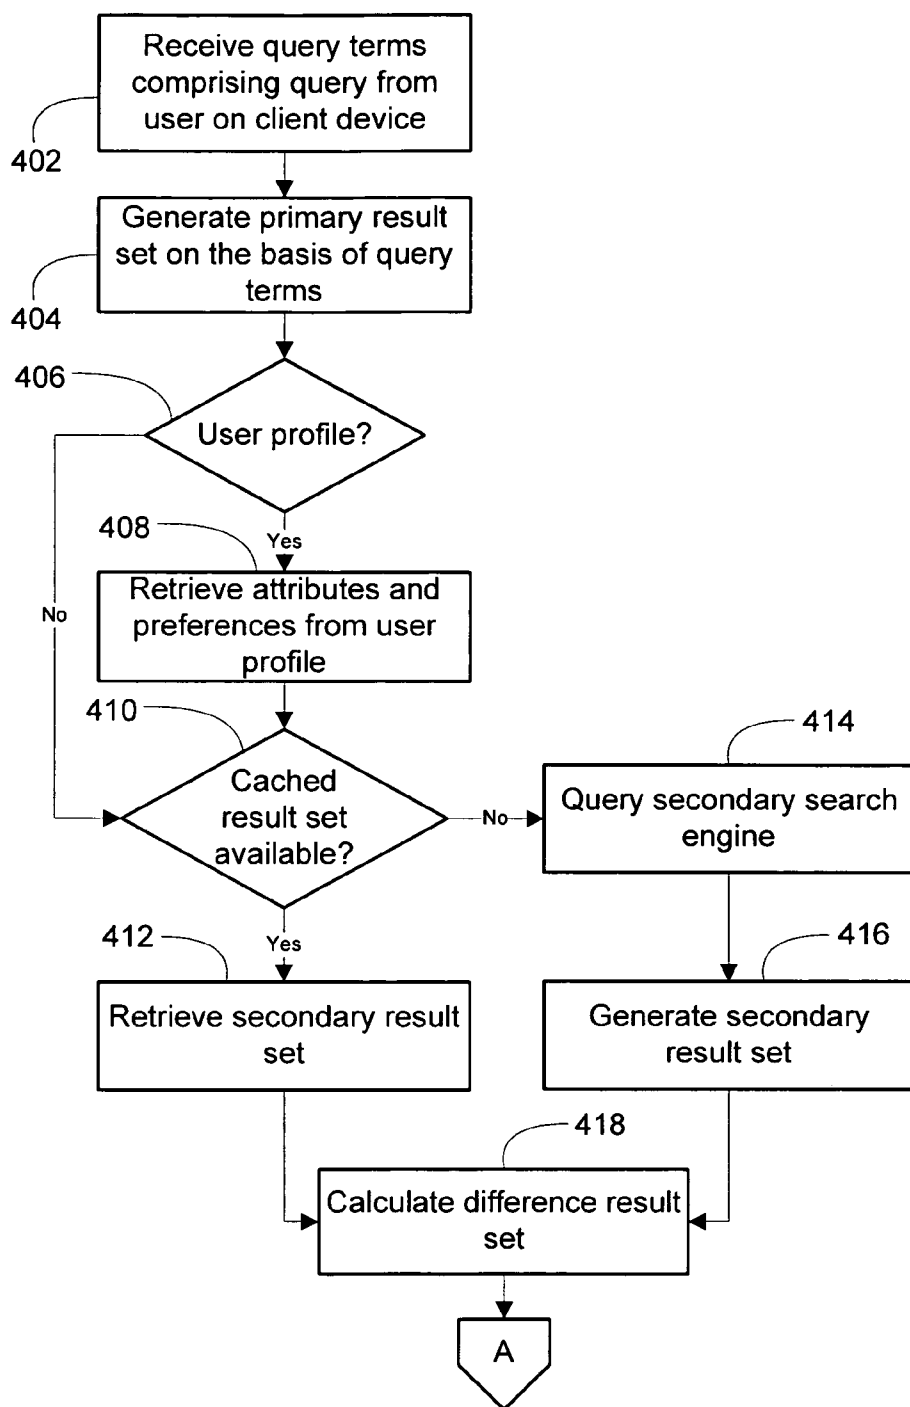 Receive query terms
comprising query from
user on client device
402
Generate primary result
set on the basis of query
terms
404
406
User profile?
408
Yes
No
Retrieve attributes and
preferences from user
profile
410
414
Cached
result set
available?
No
Query secondary search
engine
412
Yes
416
Retrieve secondary result
set
Generate secondary
result set
418
Calculate difference result
set
A